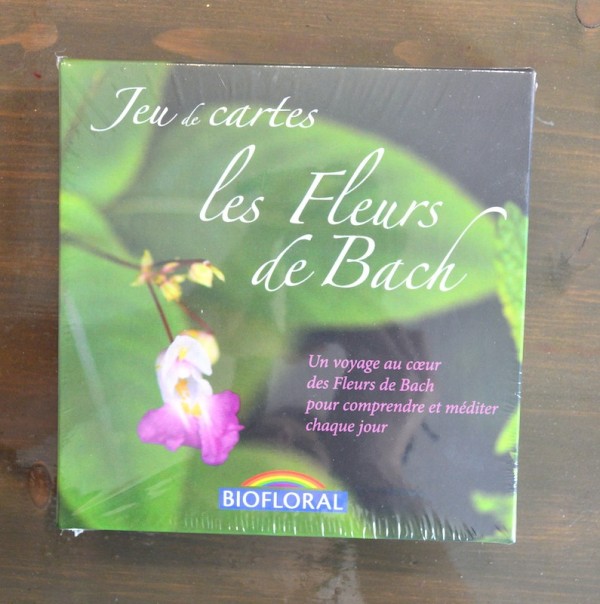 Jeu de cartes
les Fleurs
de Bach
Un voyage au cœur
des Fleurs de Bach
pour comprendre et méditer
chaque jour
BIOFLORAL